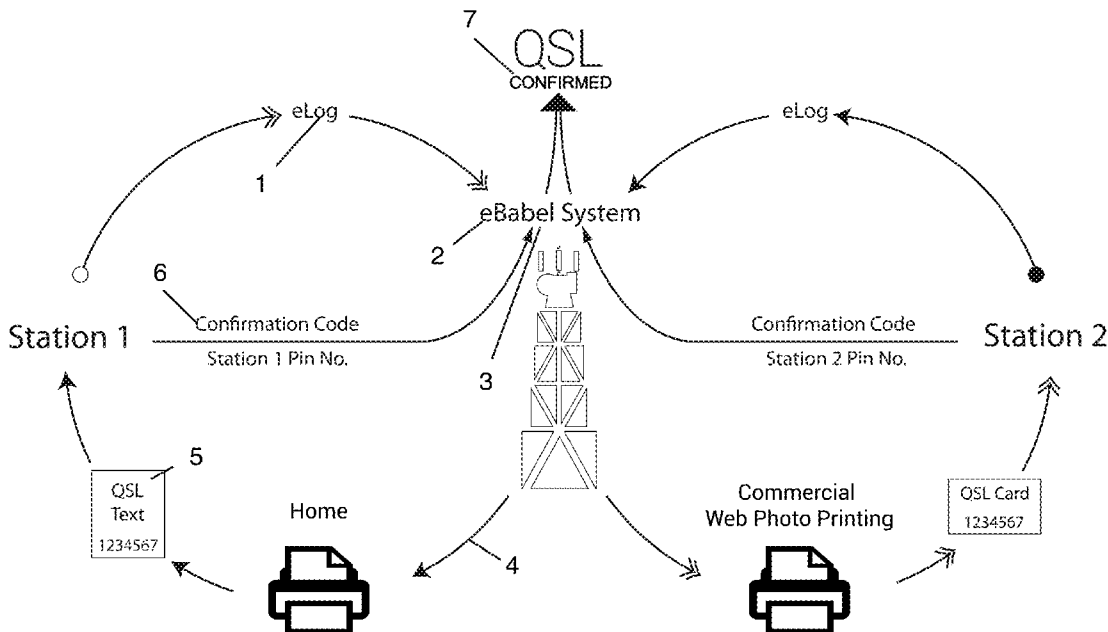 7
QSL
CONFIRMED
eLog
eLog
1
eBabel System
2
6
Confirmation Code
Confirmation Code
Station 1
Station 2
Station 1 Pin No.
Station 2 Pin No.
3
5
QSL
Text
1234567
Home
Commercial
Web Photo Printing
QSL Card
1234567
4